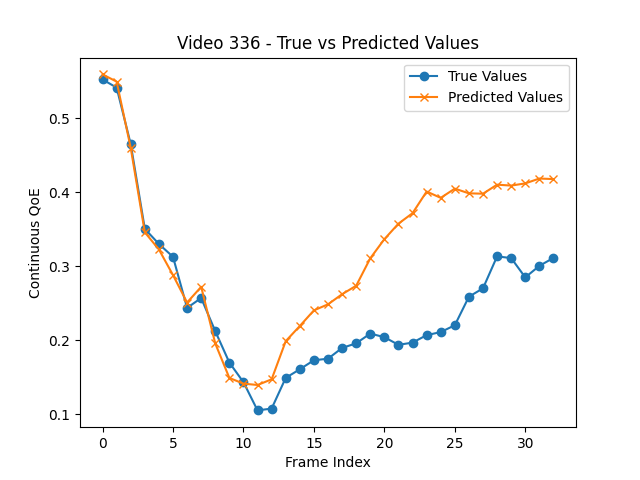 Video 336 - True vs Predicted Values
True Values
Predicted Values
Continuous QoE
0.5
0.4
0.3
0.2
0.1
0 5 10 15 20 25 30
Frame Index